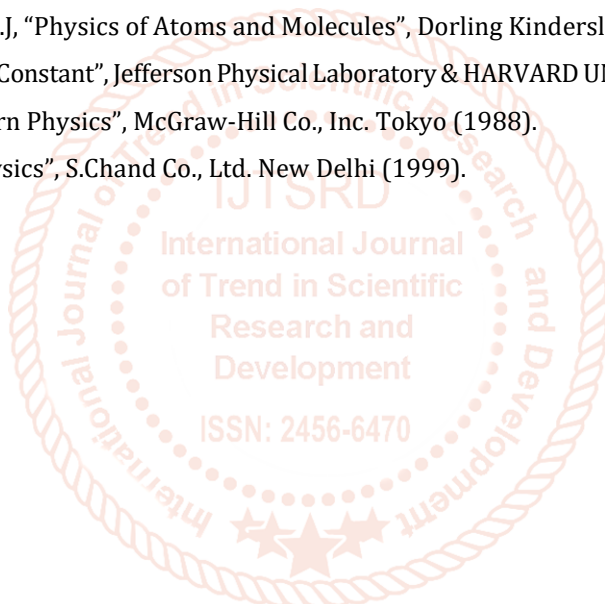 .J, “Physics of Atoms and Molecules”, Dorling Kindersl
Constant”, Jefferson Physical Laboratory & HARVARD UN
rn Physics”, McGraw-Hill Co., Inc. Tokyo (1988).
ysics”, S.Chand Co., Ltd. New Delhi (1999).
International Journal of Trend in Scientific Research and Development
IJTSRD
International Journal
of Trend in Scientific
Research and
Development
ISSN: 2456-6470